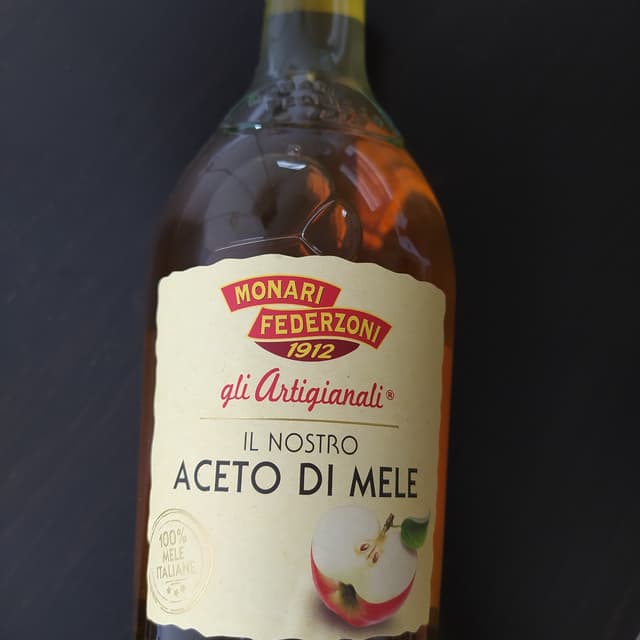 MONARI
FEDERZONI
1912
gli Artigianali®
IL NOSTRO
ACETO DI MELE
100%
MELE
ITALIANE